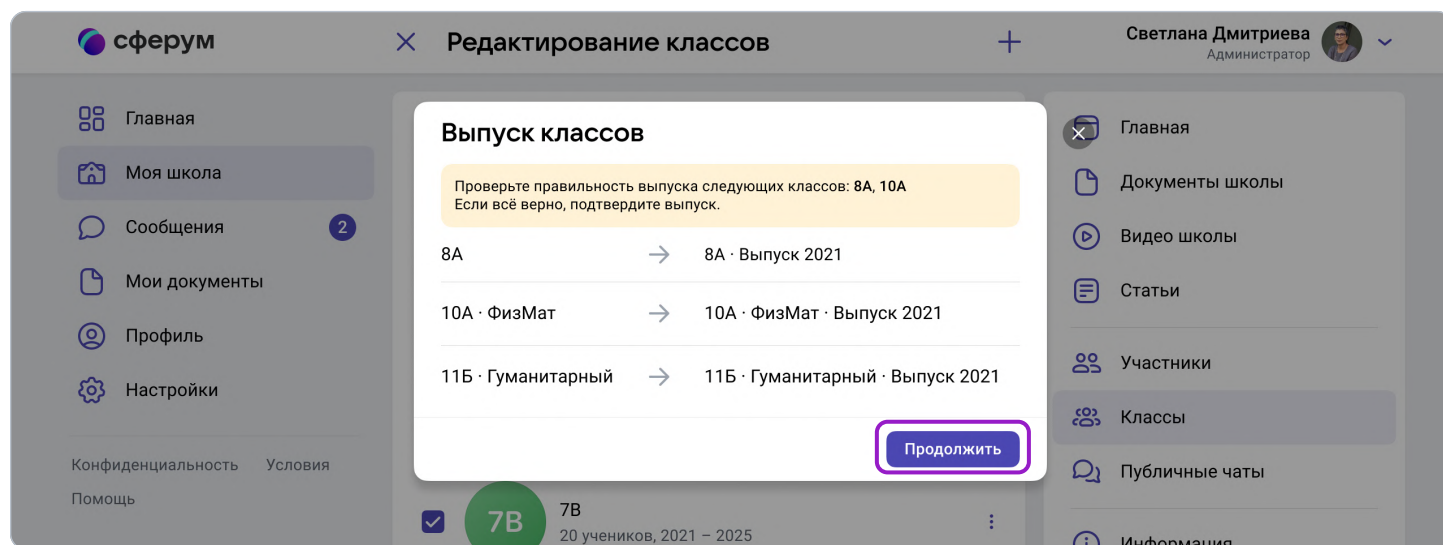 сферум
Редактирование классов
Светлана Дмитриева
Администратор
Главная
Моя школа
Сообщения
2
Мои документы
Профиль
Настройки
Конфиденциальность Условия
Помощь
Выпуск классов
Проверьте правильность выпуска следующих классов: 8А, 10А
Если всё верно, подтвердите выпуск.
8А → 8А · Выпуск 2021
10А · ФизМат → 10А · ФизМат · Выпуск 2021
11Б · Гуманитарный → 11Б · Гуманитарный · Выпуск 2021
Продолжить
7В
7В
20 учеников, 2021 – 2025
Главная
Документы школы
Видео школы
Статьи
Участники
Классы
Публичные чаты
Информация